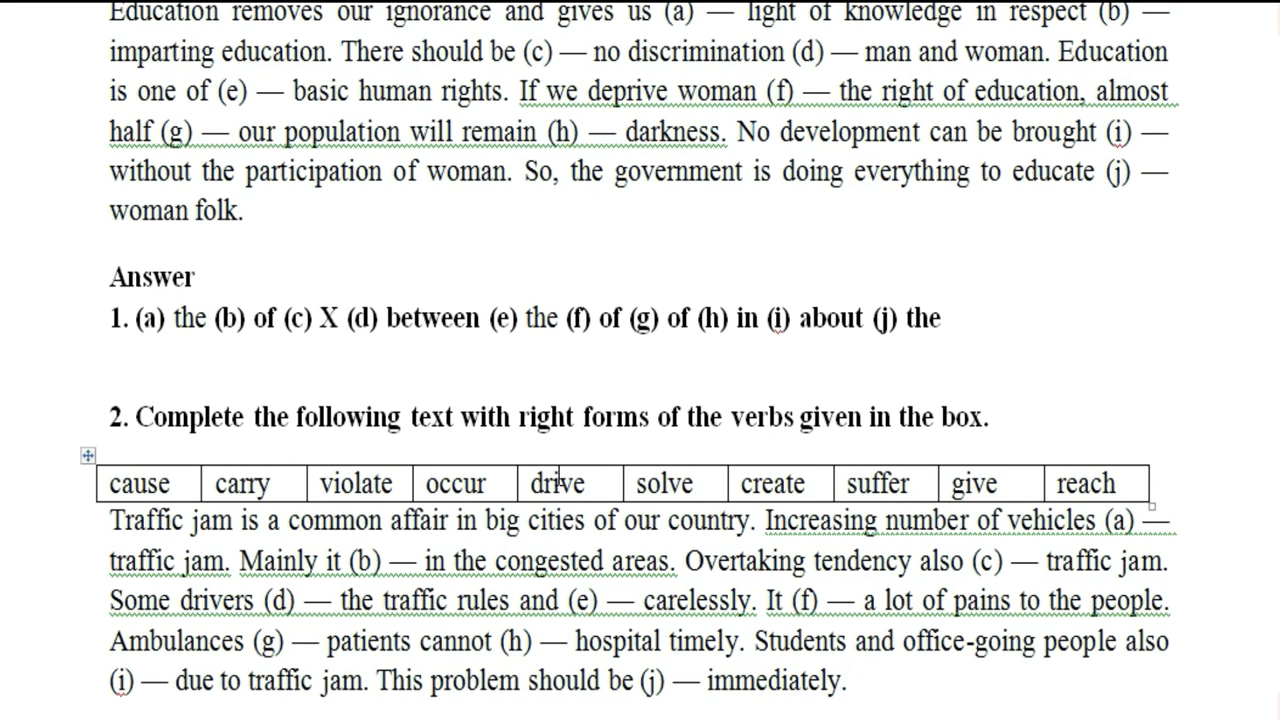 Education removes our ignorance and gives us (a) — light of knowledge in respect (b) —
imparting education. There should be (c) — no discrimination (d) — man and woman. Education
is one of (e) — basic human rights. If we deprive woman (f) — the right of education, almost
half (g) — our population will remain (h) — darkness. No development can be brought (i) —
without the participation of woman. So, the government is doing everything to educate (j) —
woman folk.
Answer
1. (a) the (b) of (c) X (d) between (e) the (f) of (g) of (h) in (i) about (j) the
2. Complete the following text with right forms of the verbs given in the box.
cause carry violate occur drive solve create suffer give reach
Traffic jam is a common affair in big cities of our country. Increasing number of vehicles (a) —
traffic jam. Mainly it (b) — in the congested areas. Overtaking tendency also (c) — traffic jam.
Some drivers (d) — the traffic rules and (e) — carelessly. It (f) — a lot of pains to the people.
Ambulances (g) — patients cannot (h) — hospital timely. Students and office-going people also
(i) — due to traffic jam. This problem should be (j) — immediately.